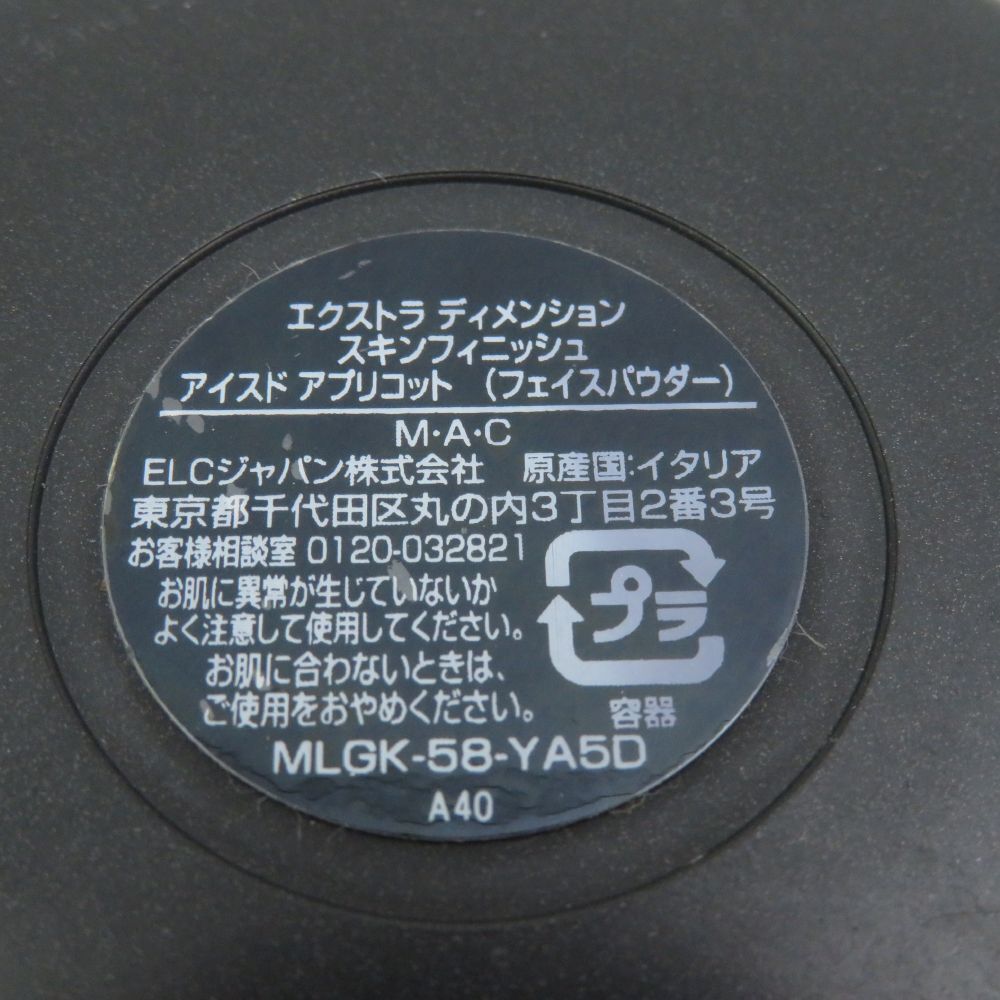 エクストラ ディメンション
スキンフィニッシュ
アイスド アプリコット （フェイスパウダー）
M・A・C
ELCジャパン株式会社 原産国:イタリア
東京都千代田区丸の内3丁目2番3号
お客様相談室 0120-032821
お肌に異常が生じていないか
よく注意して使用してください。
お肌に合わないときは、
ご使用をおやめください。
プラ
容器
MLGK-58-YA5D
A40